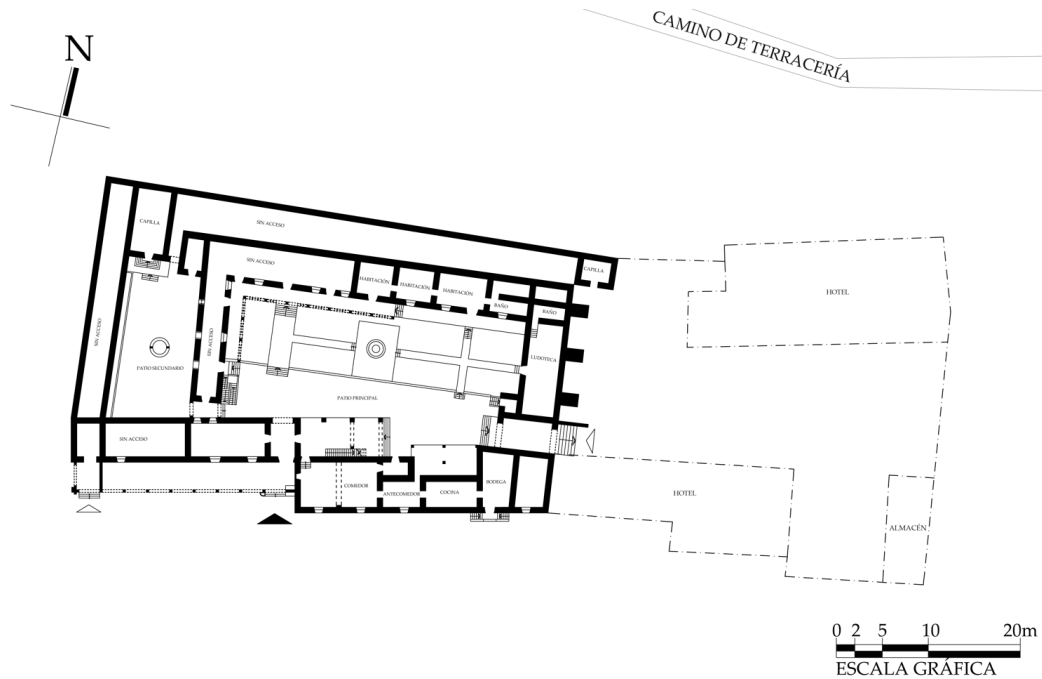 CAMINO DE TERRACERÍA
N
CAPILLA
SIN ACCESO
SIN ACCESO
CAPILLA
HABITACIÓN
HABITACIÓN
HABITACIÓN
BAÑO
BAÑO
HOTEL
SIN ACCESO
SIN ACCESO
LUDOTECA
PATIO SECUNDARIO
PATIO PRINCIPAL
SIN ACCESO
COMEDOR
ANTECOMEDOR
COCINA
BODEGA
HOTEL
ALMACÉN
0 2 5 10 20m
ESCALA GRÁFICA